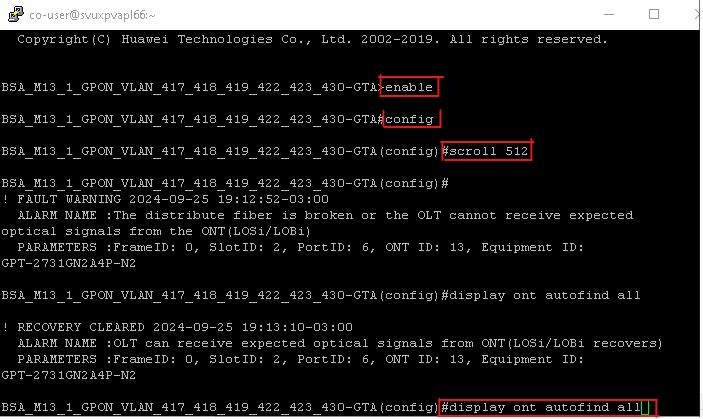 co-user@svuxpvapl66:~
Copyright(C) Huawei Technologies Co., Ltd. 2002-2019. All rights reserved.
BSA_M13_1_GPON_VLAN_417_418_419_422_423_430-GTA>enable
BSA_M13_1_GPON_VLAN_417_418_419_422_423_430-GTA#config
BSA_M13_1_GPON_VLAN_417_418_419_422_423_430-GTA(config)#scroll 512
BSA_M13_1_GPON_VLAN_417_418_419_422_423_430-GTA(config)#
! FAULT WARNING 2024-09-25 19:12:52-03:00
ALARM NAME :The distribute fiber is broken or the OLT cannot receive expected
optical signals from the ONT(LOSi/LOBi)
PARAMETERS :FrameID: 0, SlotID: 2, PortID: 6, ONT ID: 13, Equipment ID:
GPT-2731GN2A4P-N2
BSA_M13_1_GPON_VLAN_417_418_419_422_423_430-GTA(config)#display ont autofind all
! RECOVERY CLEARED 2024-09-25 19:13:10-03:00
ALARM NAME :OLT can receive expected optical signals from ONT(LOSi/LOBi recovers)
PARAMETERS :FrameID: 0, SlotID: 2, PortID: 6, ONT ID: 13, Equipment ID:
GPT-2731GN2A4P-N2
BSA_M13_1_GPON_VLAN_417_418_419_422_423_430-GTA(config)#display ont autofind all